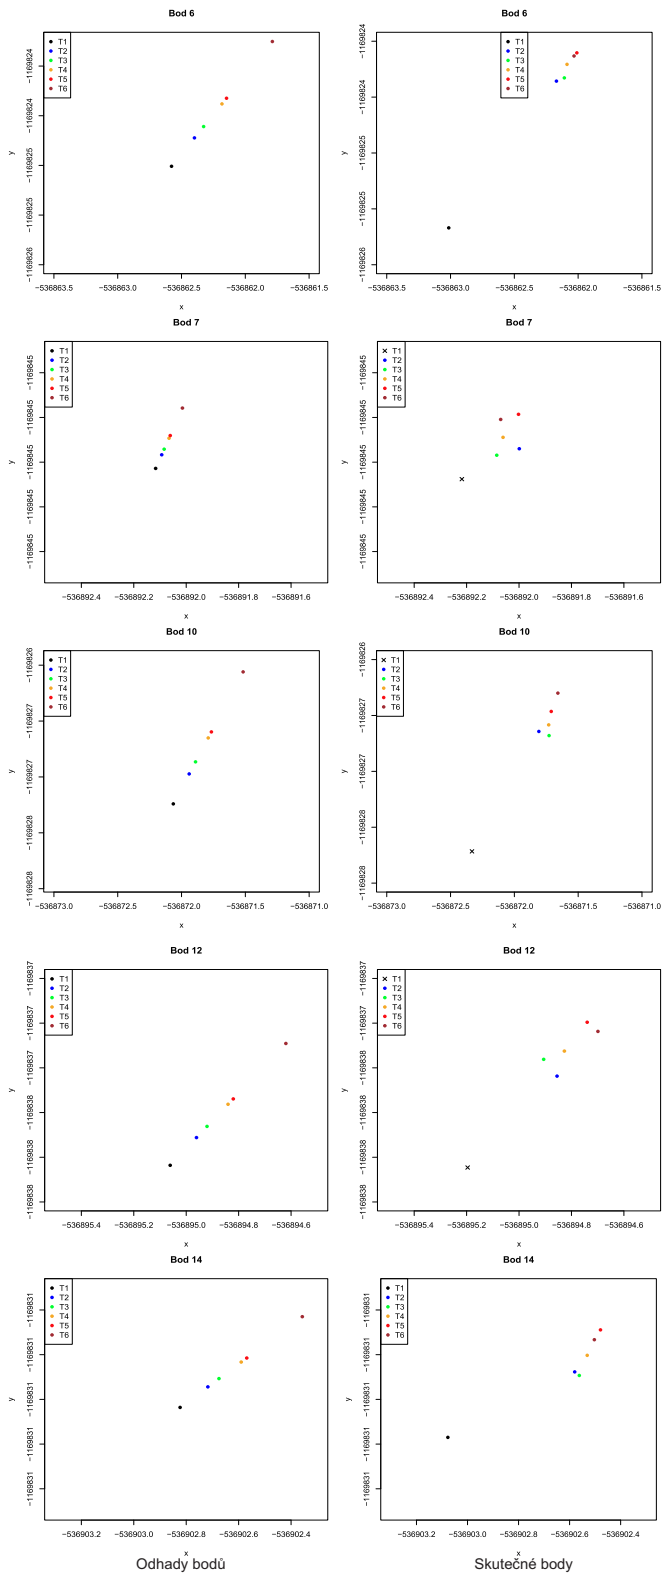 Bod 6
T1
T2
T3
T4
T5
T6
y
−1169824
−1169824
−1169825
−1169825
−1169826
−536863.5 −536863.0 −536862.5 −536862.0 −536861.5
x
Bod 6
T1
T2
T3
T4
T5
T6
y
−1169824
−1169824
−1169825
−1169825
−1169826
−536863.5 −536863.0 −536862.5 −536862.0 −536861.5
x
Bod 7
T1
T2
T3
T4
T5
T6
y
−1169845
−1169845
−1169845
−1169845
−1169845
−536892.4 −536892.2 −536892.0 −536891.8 −536891.6
x
Bod 7
T1
T2
T3
T4
T5
T6
y
−1169845
−1169845
−1169845
−1169845
−1169845
−536892.4 −536892.2 −536892.0 −536891.8 −536891.6
x
Bod 10
T1
T2
T3
T4
T5
T6
y
−1169826
−1169827
−1169827
−1169828
−1169828
−536873.0 −536872.5 −536872.0 −536871.5 −536871.0
x
Bod 10
T1
T2
T3
T4
T5
T6
y
−1169826
−1169827
−1169827
−1169828
−1169828
−536873.0 −536872.5 −536872.0 −536871.5 −536871.0
x
Bod 12
T1
T2
T3
T4
T5
T6
y
−1169837
−1169837
−1169837
−1169838
−1169838
−1169838
−536895.4 −536895.2 −536895.0 −536894.8 −536894.6
x
Bod 12
T1
T2
T3
T4
T5
T6
y
−1169837
−1169837
−1169838
−1169838
−1169838
−1169838
−536895.4 −536895.2 −536895.0 −536894.8 −536894.6
x
Bod 14
T1
T2
T3
T4
T5
T6
y
−1169831
−1169831
−1169831
−1169831
−1169831
−536903.2 −536903.0 −536902.8 −536902.6 −536902.4
x
Bod 14
T1
T2
T3
T4
T5
T6
y
−1169831
−1169831
−1169831
−1169831
−1169831
−536903.2 −536903.0 −536902.8 −536902.6 −536902.4
x
Odhady bodů
Skutečné body